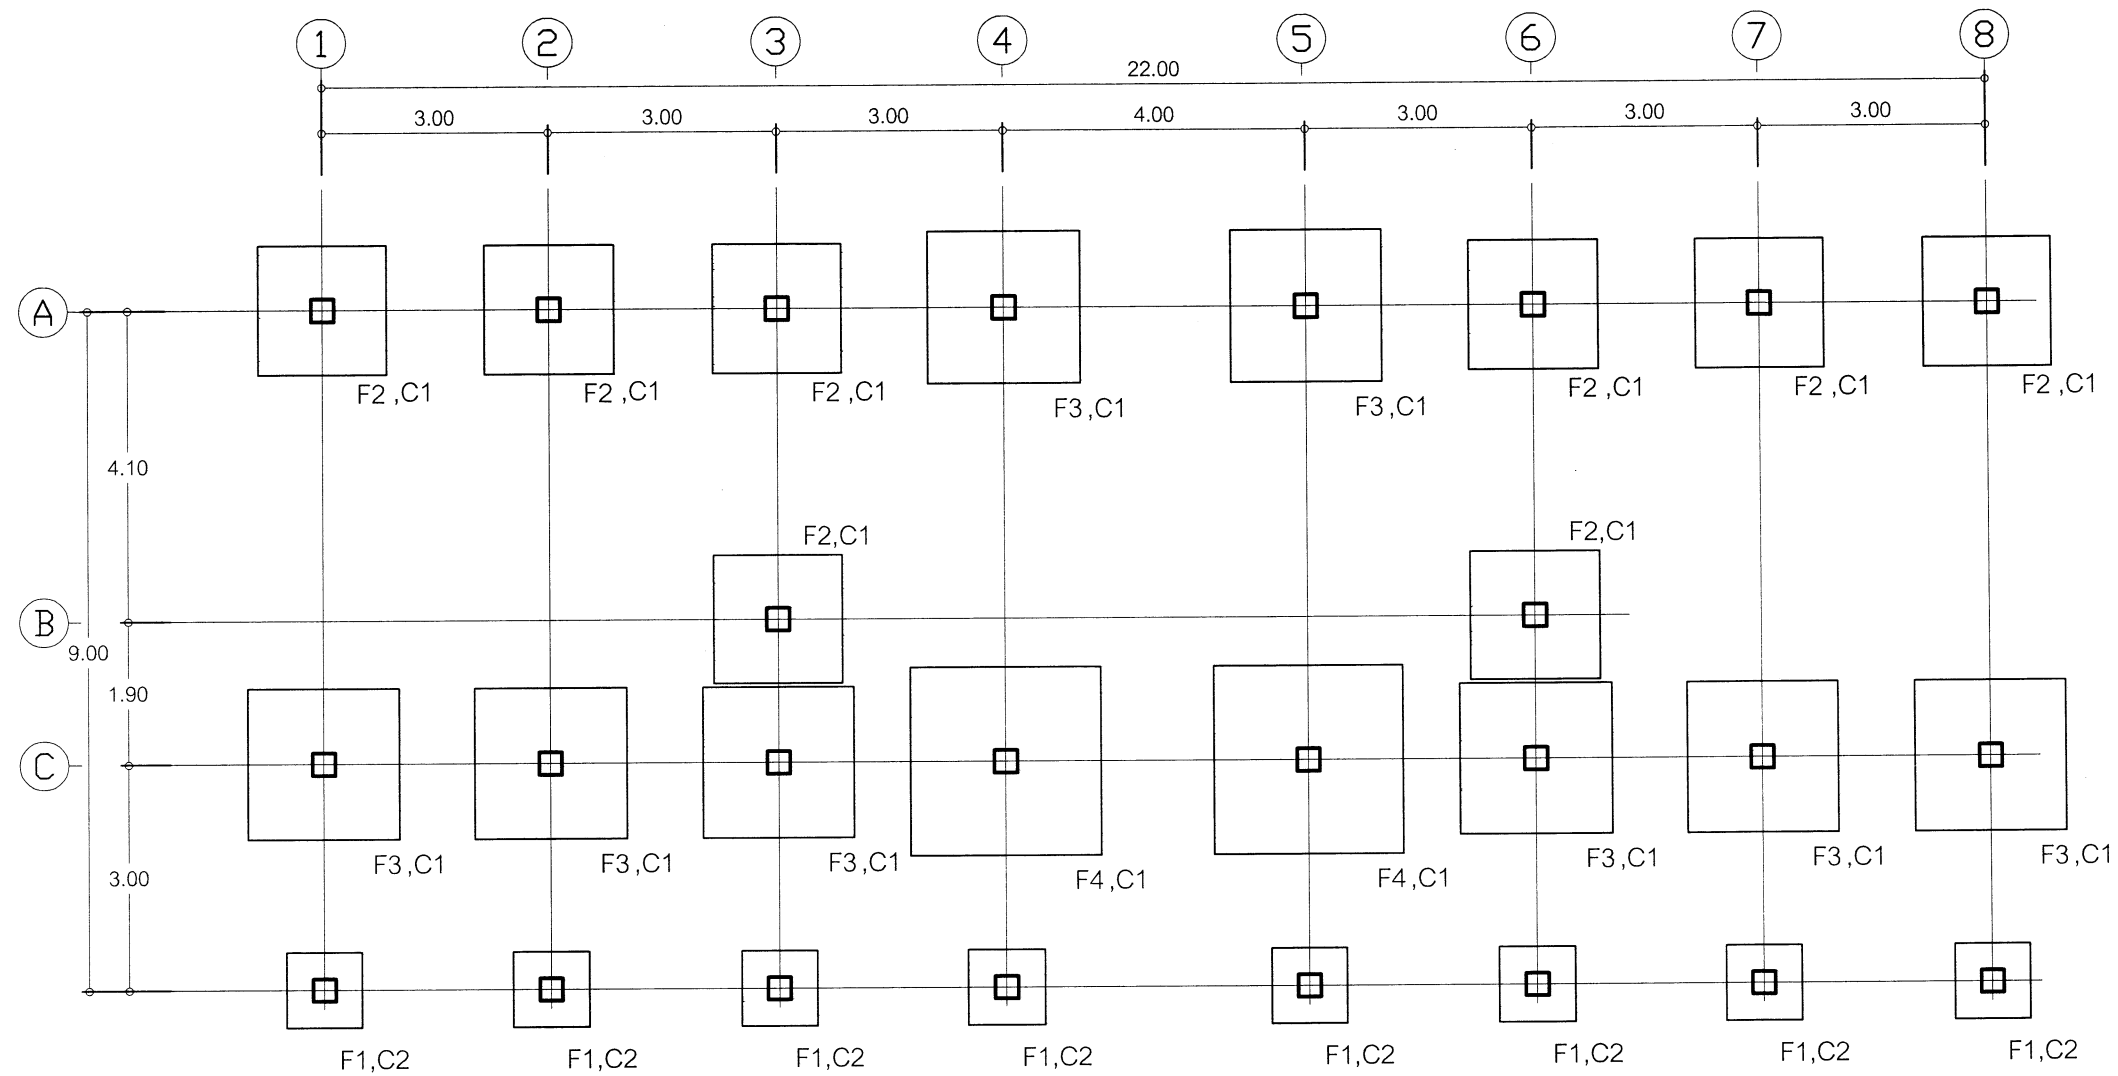 1 2 3 4 5 6 7 8
22.00
3.00 3.00 3.00 4.00 3.00 3.00 3.00
A
F2 ,C1 F2 ,C1 F2 ,C1 F3 ,C1 F3 ,C1 F2 ,C1 F2 ,C1 F2 ,C1
4.10
F2,C1 F2,C1
B
9.00
1.90
C
F3 ,C1 F3 ,C1 F3 ,C1 F4 ,C1 F4 ,C1 F3 ,C1 F3 ,C1 F3 ,C1
3.00
F1,C2 F1,C2 F1,C2 F1,C2 F1,C2 F1,C2 F1,C2 F1,C2